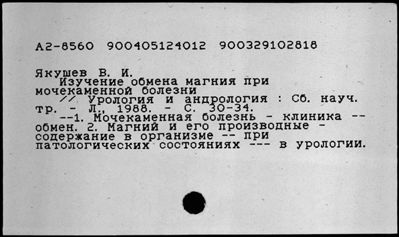 А2-8560 900405124012 900329102818
Якушев В. И.
Изучение обмена магния при
мочекаменной болезни
// Урология и андрология : Сб. науч.
тр. - Л., 1988. - С. 30-34.
--1. Мочекаменная болезнь - клиника --
обмен. 2. Магний и его производные -
содержание в организме -- при
патологических состояниях --- в урологии.